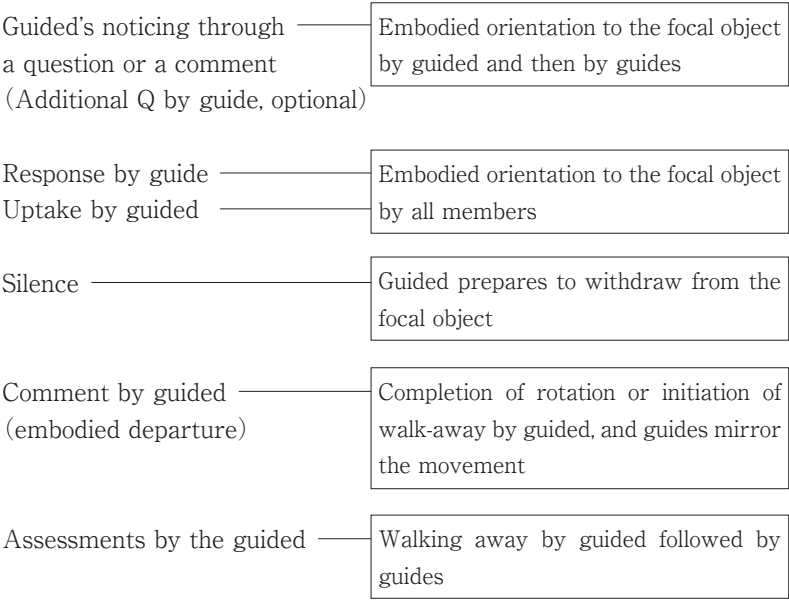 Guided's noticing through
a question or a comment
(Additional Q by guide, optional)
Embodied orientation to the focal object
by guided and then by guides
Response by guide
Uptake by guided
Embodied orientation to the focal object
by all members
Silence
Guided prepares to withdraw from the
focal object
Comment by guided
(embodied departure)
Completion of rotation or initiation of
walk-away by guided, and guides mirror
the movement
Assessments by the guided
Walking away by guided followed by
guides